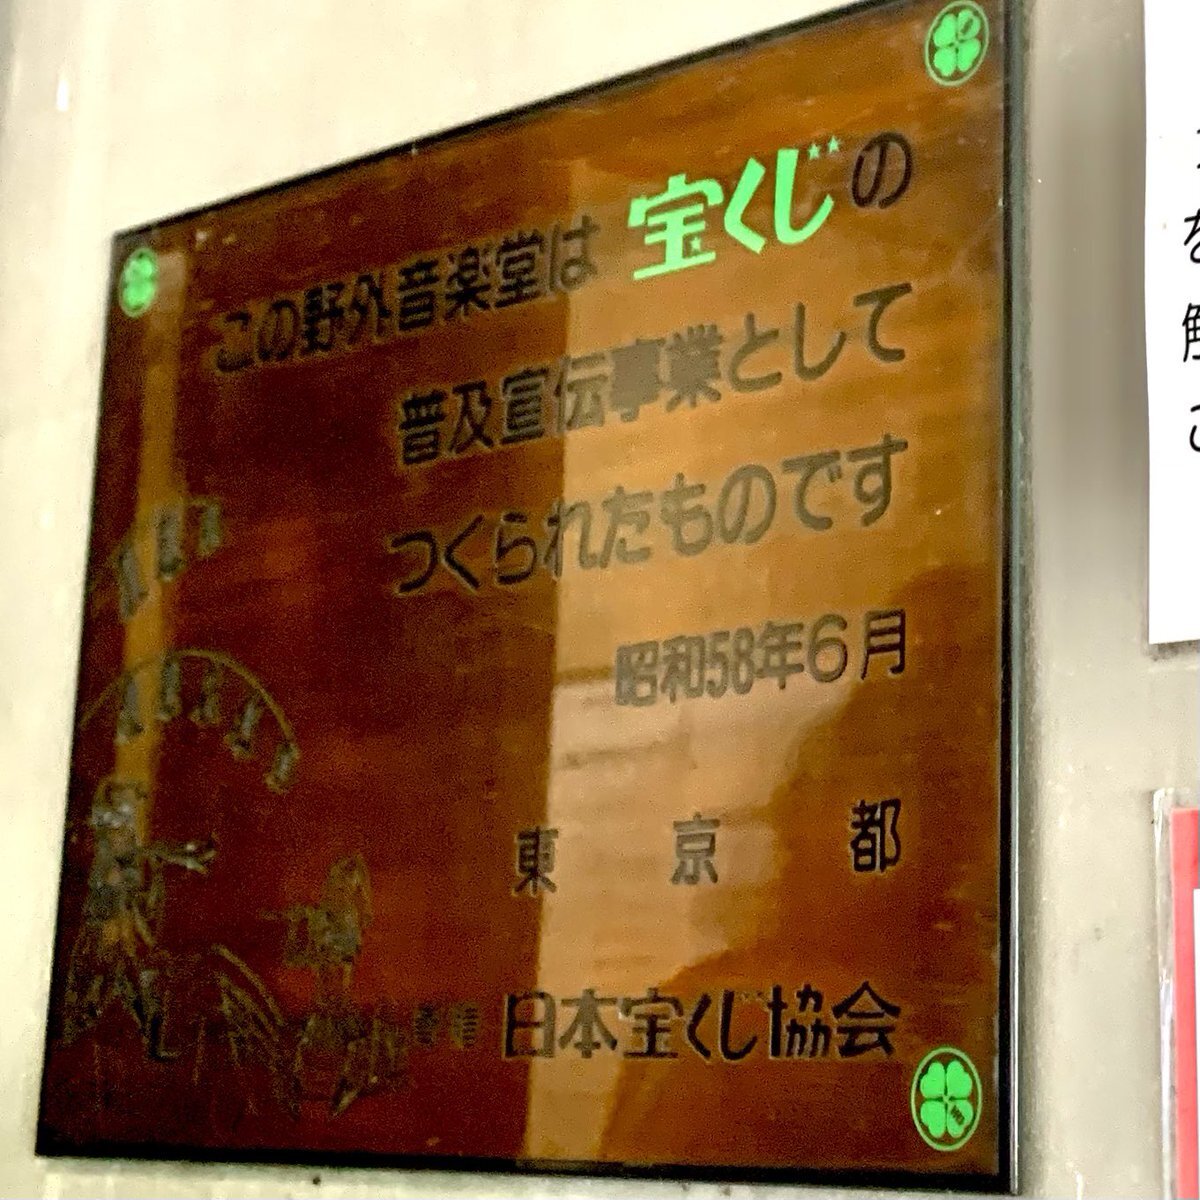 この野外音楽堂は 宝くじの
普及宣伝事業として
つくられたものです
昭和58年6月
東京都
日本宝くじ協会
を